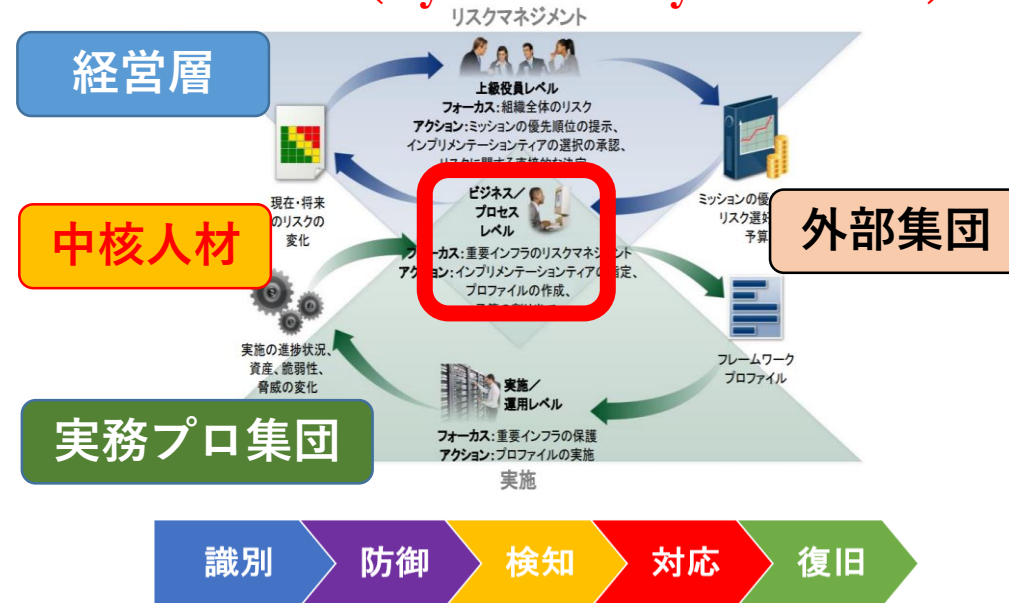 リスクマネジメント
経営層
上級役員レベル
フォーカス：組織全体のリスク
アクション：ミッションの優先順位の提示、
インプリメンテーションティアの選択の承認、
ビジネス／
プロセス
レベル
フォーカス：重要インフラのリスクマネジメント
アクション：インプリメンテーションティアの指定、
プロファイルの作成、
現在・将来
のリスクの
変化
中核人材
ミッションの優
リスク選
予算
外部集団
実施の進捗状況、
資産、脆弱性、
脅威の変化
フレームワーク
プロファイル
実施／
運用レベル
実務プロ集団
フォーカス：重要インフラの保護
アクション：プロファイルの実施
実施
識別
防御
検知
対応
復旧